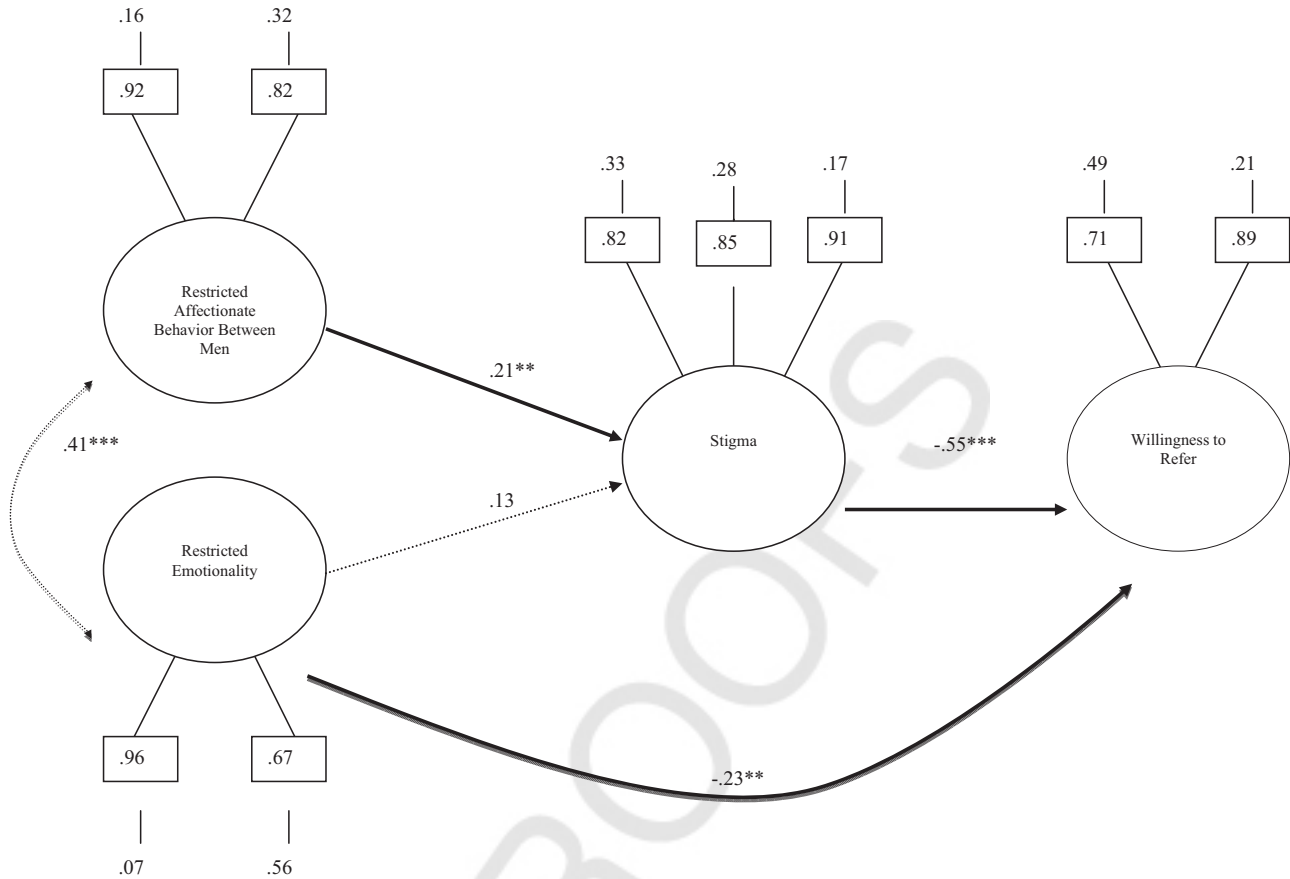 .16
.32
.92
.82
.33
.28
.17
.49
.21
.82
.85
.91
.71
.89
Restricted
Affectionate
Behavior Between
Men
.21**
.41***
Stigma
-.55***
Willingness to
Refer
.13
Restricted
Emotionality
.96
.67
-.23**
.07
.56